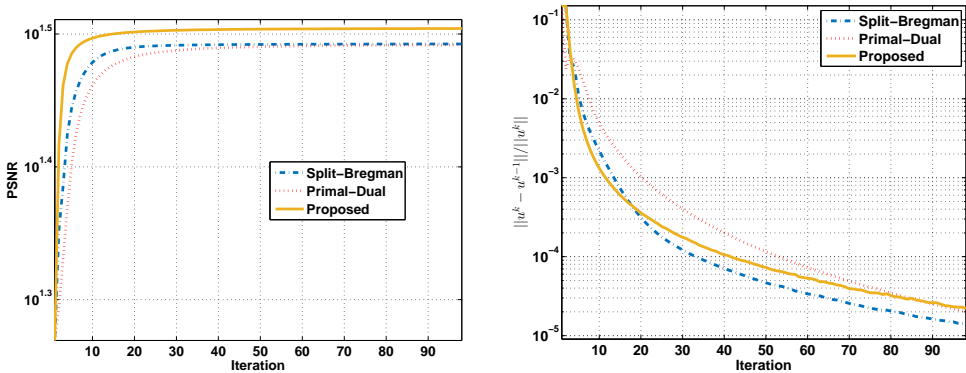 10^1.5
10^1.4
10^1.3
PSNR
Split-Bregman
Primal-Dual
Proposed
10 20 30 40 50 60 70 80 90
Iteration
10^−1
10^−2
10^−3
10^−4
10^−5
||u^k − u^{k−1}||/||u^k||
Split-Bregman
Primal-Dual
Proposed
10 20 30 40 50 60 70 80 90
Iteration